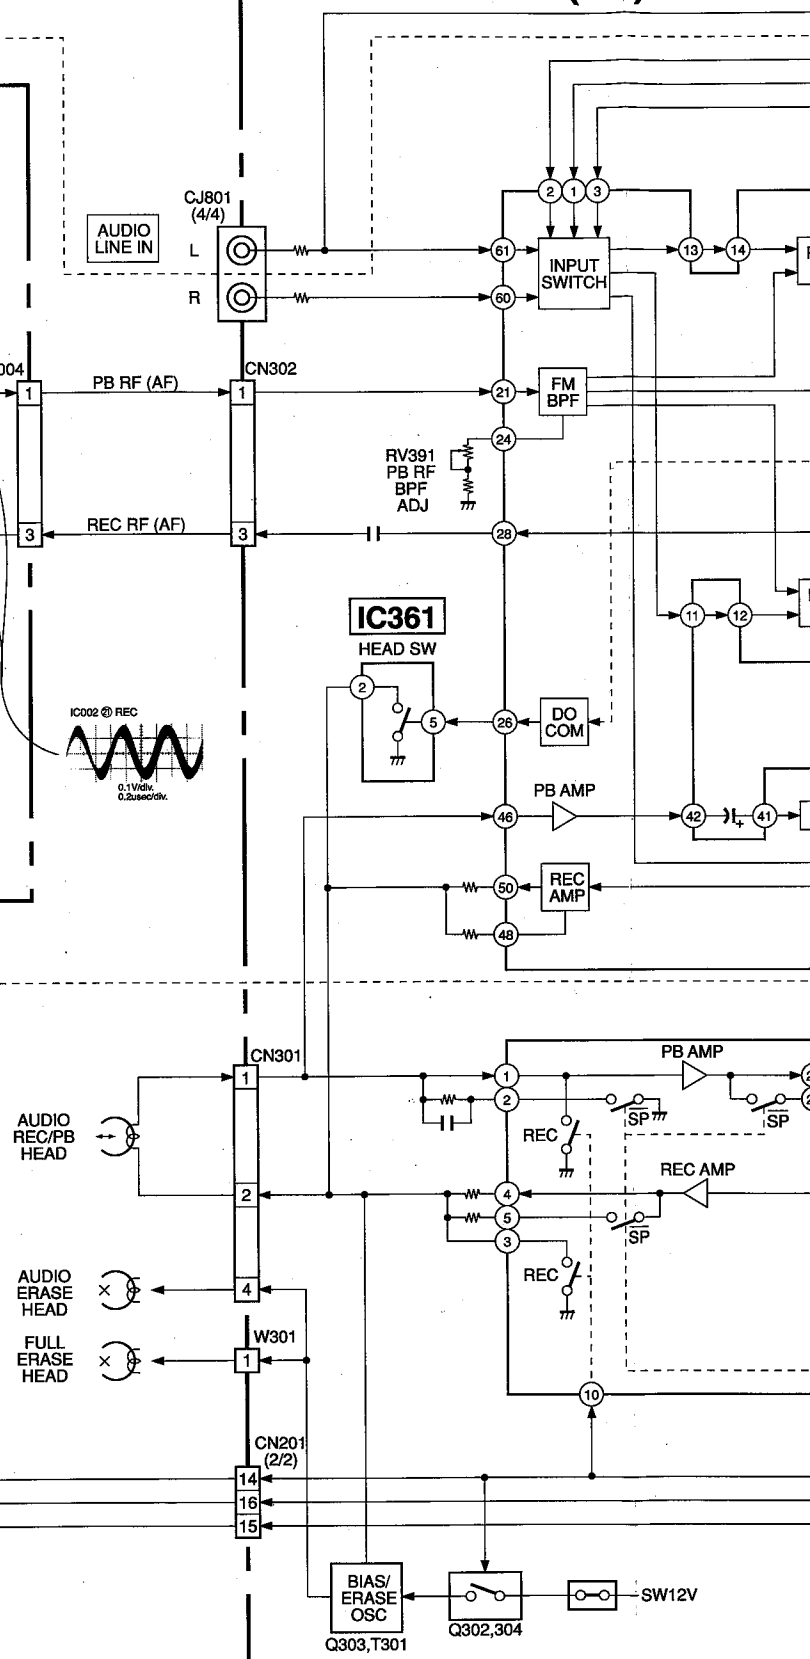 CJ801
(4/4)
AUDIO
LINE IN
L
R
2 1 3
61
60
INPUT
SWITCH
13 14
004
CN302
1
PB RF (AF)
1
21
FM
BPF
24
RV391
PB RF
BPF
ADJ
3
REC RF (AF)
3
28
IC361
HEAD SW
2
5
26
DO
COM
11 12
IC002 21 REC
0.1V/div.
0.2usec/div.
PB AMP
46
42
41
50
REC
AMP
48
CN301
1
AUDIO
REC/PB
HEAD
2
1
2
PB AMP
SP
SP
REC
4
5
3
REC AMP
SP
REC
AUDIO
ERASE
HEAD
4
FULL
ERASE
HEAD
W301
1
10
CN201
(2/2)
14
16
15
BIAS/
ERASE
OSC
Q303,T301
Q302,304
SW12V